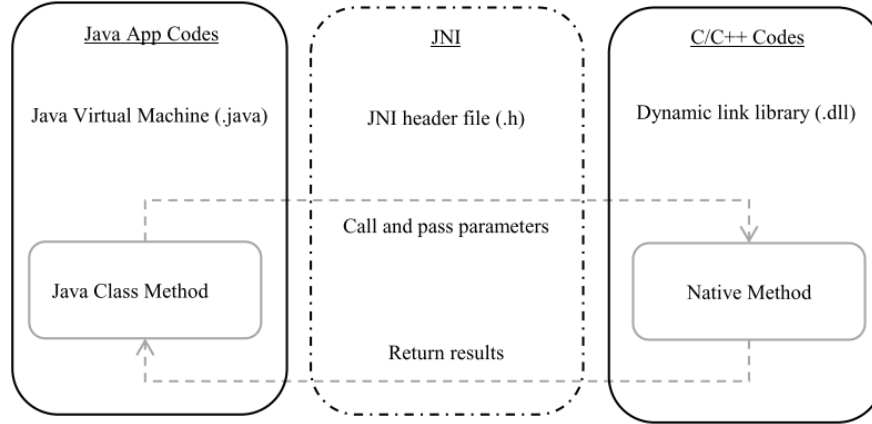 Java App Codes
JNI
C/C++ Codes
Java Virtual Machine (.java)
JNI header file (.h)
Dynamic link library (.dll)
Call and pass parameters
Java Class Method
Native Method
Return results